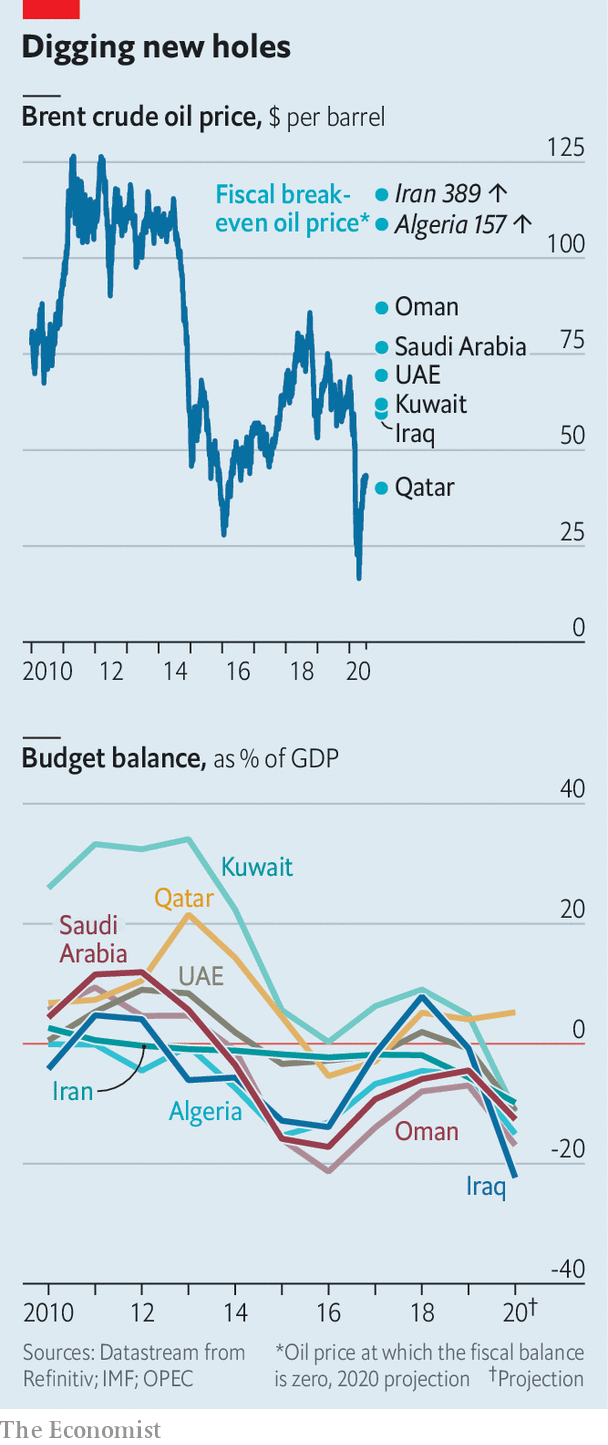 Digging new holes
Brent crude oil price, $ per barrel
125
Fiscal break-
even oil price*
Iran 389 ↑
Algeria 157 ↑
100
Oman
Saudi Arabia
75
UAE
Kuwait
Iraq
50
Qatar
25
0
2010 12 14 16 18 20
Budget balance, as % of GDP
40
Kuwait
Qatar
20
Saudi
Arabia
UAE
0
Iran
Algeria
Oman
-20
Iraq
-40
2010 12 14 16 18 20†
Sources: Datastream from
Refinitiv; IMF; OPEC
*Oil price at which the fiscal balance
is zero, 2020 projection †Projection
The Economist